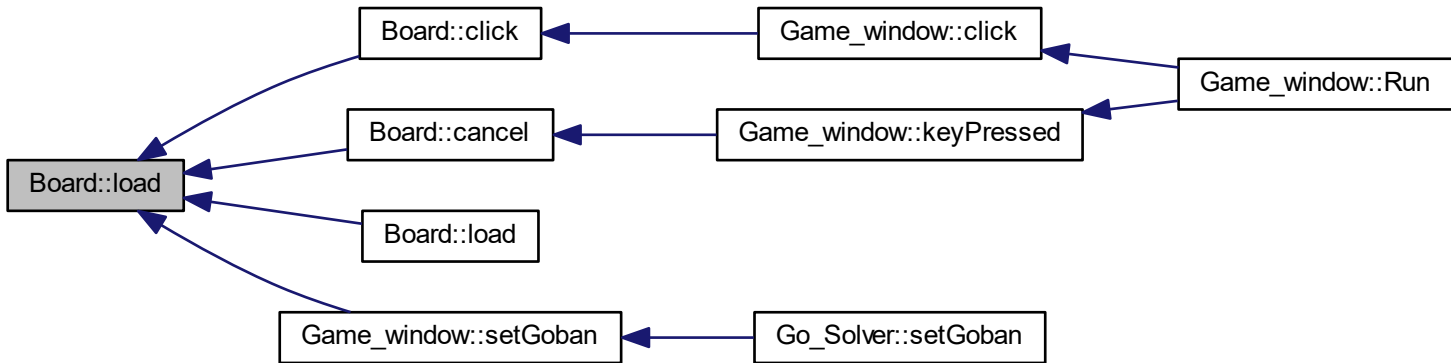 Board::click
Game_window::click
Game_window::Run
Board::cancel
Game_window::keyPressed
Board::load
Board::load
Game_window::setGoban
Go_Solver::setGoban